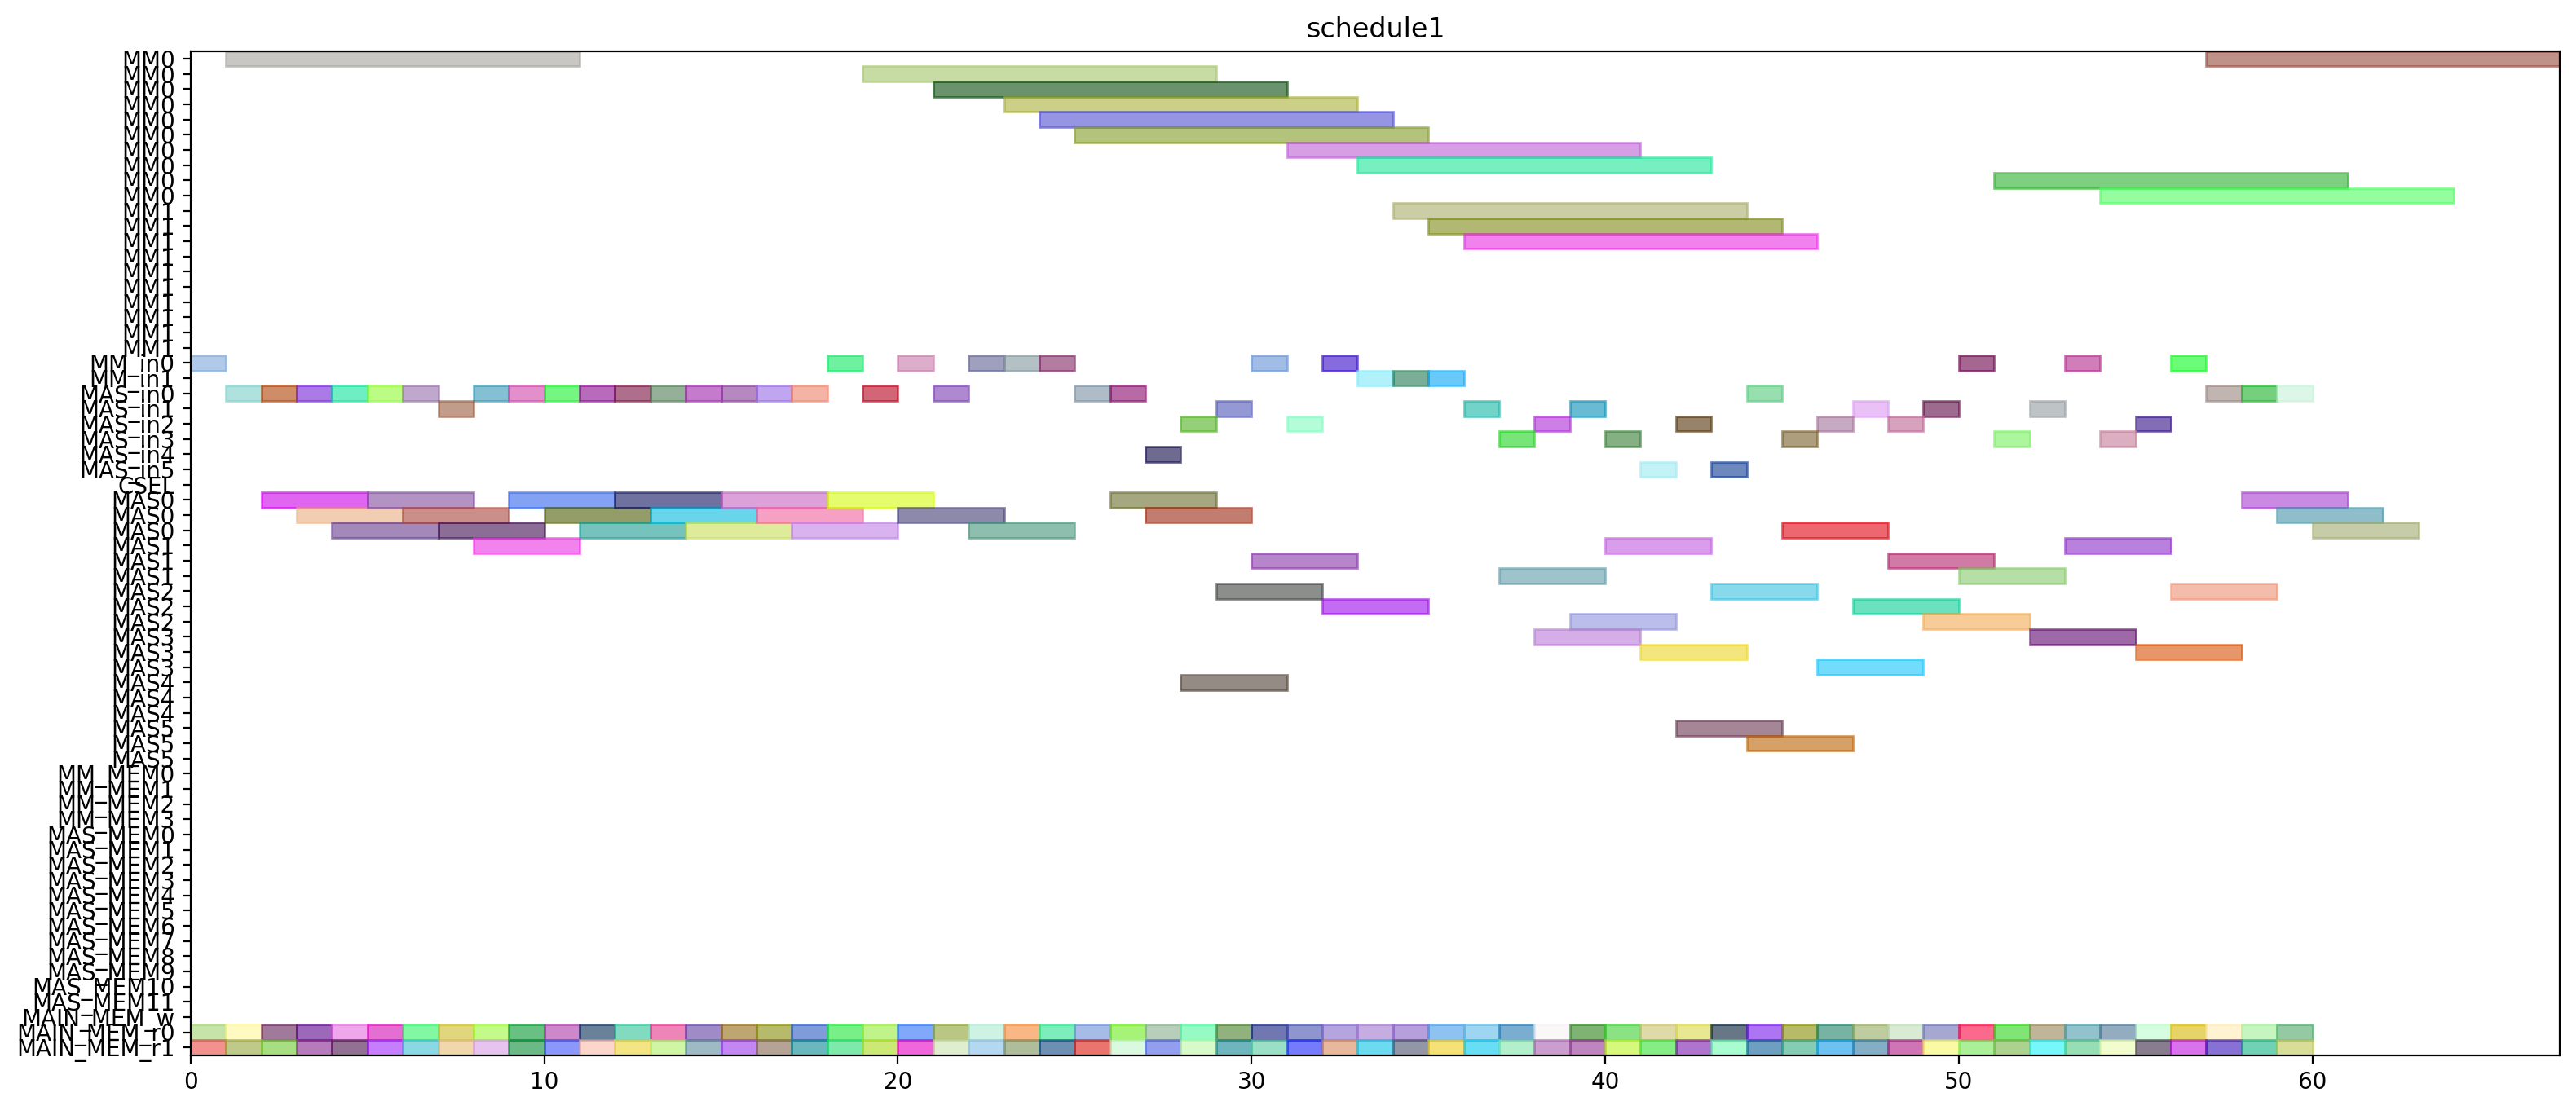 schedule1
MM0
MM0
MM0
MM0
MM0
MM0
MM0
MM0
MM0
MM0
MM1
MM1
MM1
MM1
MM1
MM1
MM1
MM1
MM1
MM1
MM_in0
MM_in1
MAS_in0
MAS_in1
MAS_in2
MAS_in3
MAS_in4
MAS_in5
CSEL
MAS0
MAS0
MAS0
MAS1
MAS1
MAS1
MAS2
MAS2
MAS2
MAS3
MAS3
MAS3
MAS4
MAS4
MAS4
MAS5
MAS5
MAS5
MM_MEM0
MM_MEM1
MM_MEM2
MM_MEM3
MAS_MEM0
MAS_MEM1
MAS_MEM2
MAS_MEM3
MAS_MEM4
MAS_MEM5
MAS_MEM6
MAS_MEM7
MAS_MEM8
MAS_MEM9
MAS_MEM10
MAS_MEM11
MAIN_MEM_w
MAIN_MEM_r0
MAIN_MEM_r1
0 10 20 30 40 50 60